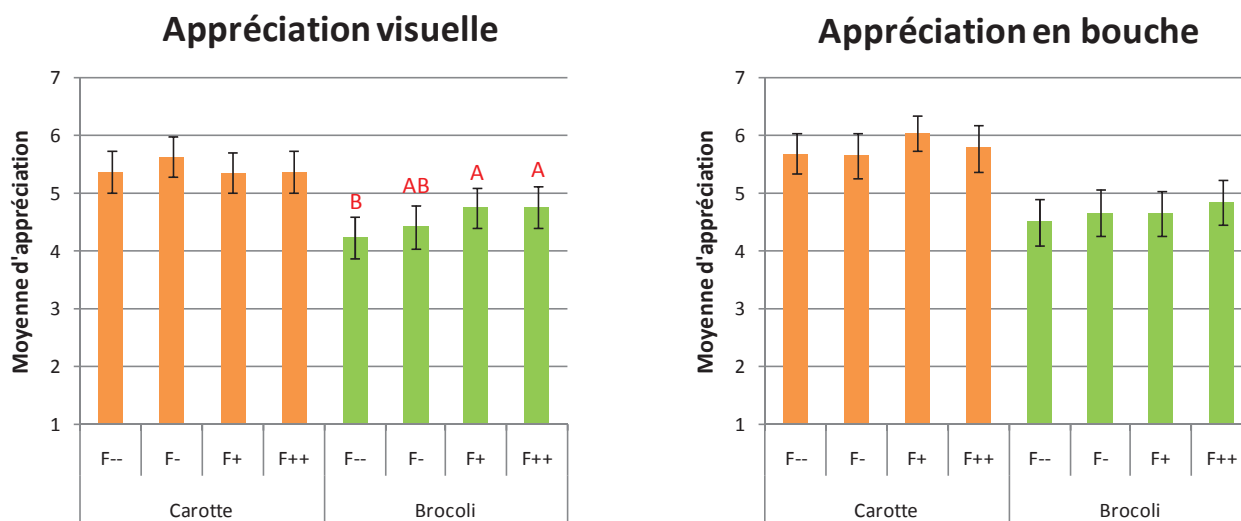 Appréciation visuelle
Moyenne d'appréciation
7
6
5
4
3
2
1
B
AB
A
A
F-- F- F+ F++ F-- F- F+ F++
Carotte Brocoli
Appréciation en bouche
Moyenne d'appréciation
7
6
5
4
3
2
1
F-- F- F+ F++ F-- F- F+ F++
Carotte Brocoli